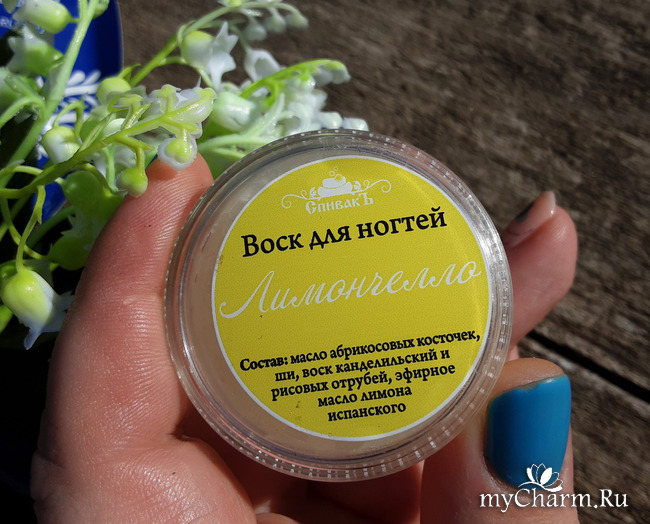 СпивакЪ
Воск для ногтей
Лимончелло
Состав: масло абрикосовых косточек,
ши, воск канделильский и
рисовых отрубей, эфирное
масло лимона
испанского
myCharm.Ru